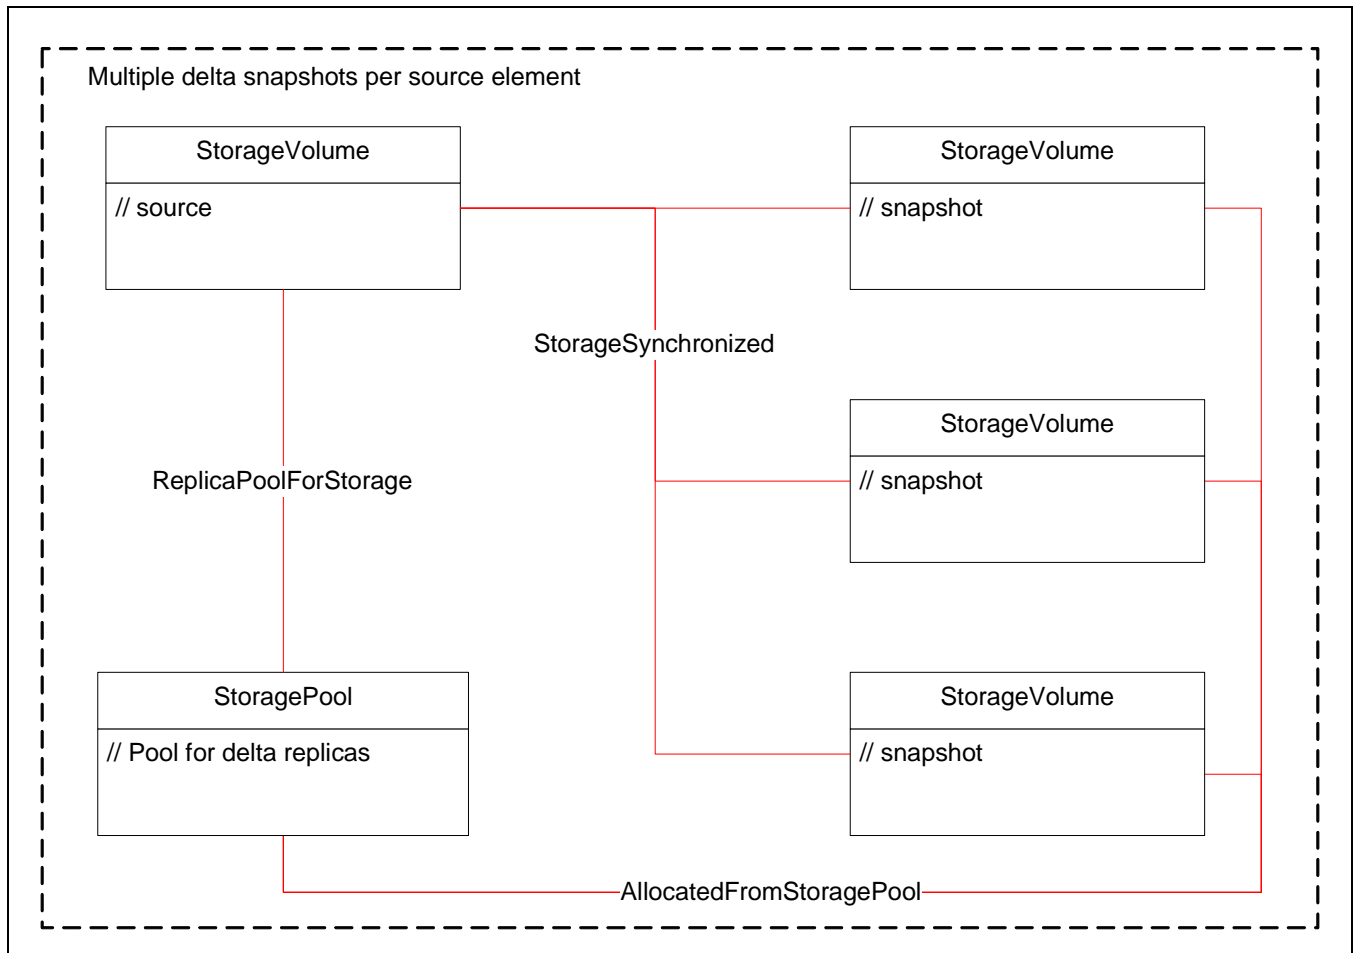 Multiple delta snapshots per source element
StorageVolume
// source
StorageVolume
// snapshot
StorageSynchronized
StorageVolume
// snapshot
ReplicaPoolForStorage
StoragePool
// Pool for delta replicas
StorageVolume
// snapshot
AllocatedFromStoragePool